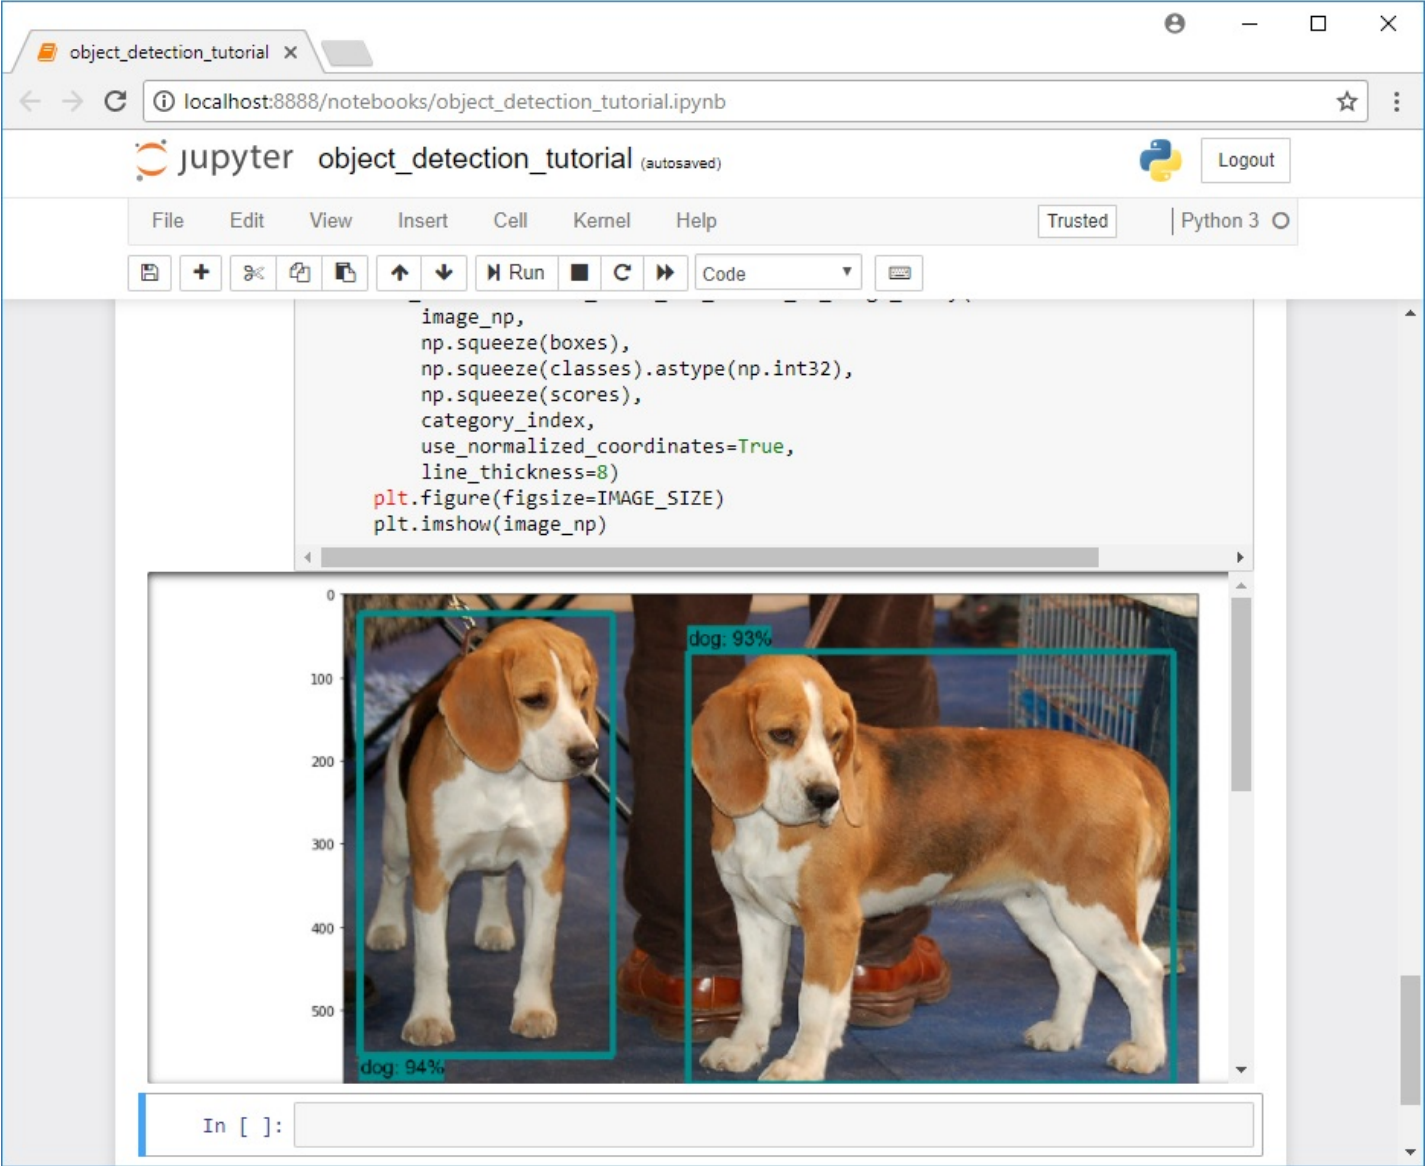 object_detection_tutorial
localhost:8888/notebooks/object_detection_tutorial.ipynb
jupyter object_detection_tutorial (autosaved) Logout
File Edit View Insert Cell Kernel Help Trusted Python 3
Run Code
image_np,
np.squeeze(boxes),
np.squeeze(classes).astype(np.int32),
np.squeeze(scores),
category_index,
use_normalized_coordinates=True,
line_thickness=8)
plt.figure(figsize=IMAGE_SIZE)
plt.imshow(image_np)
0
dog: 93%
100
200
300
400
500
dog: 94%
In [ ]: